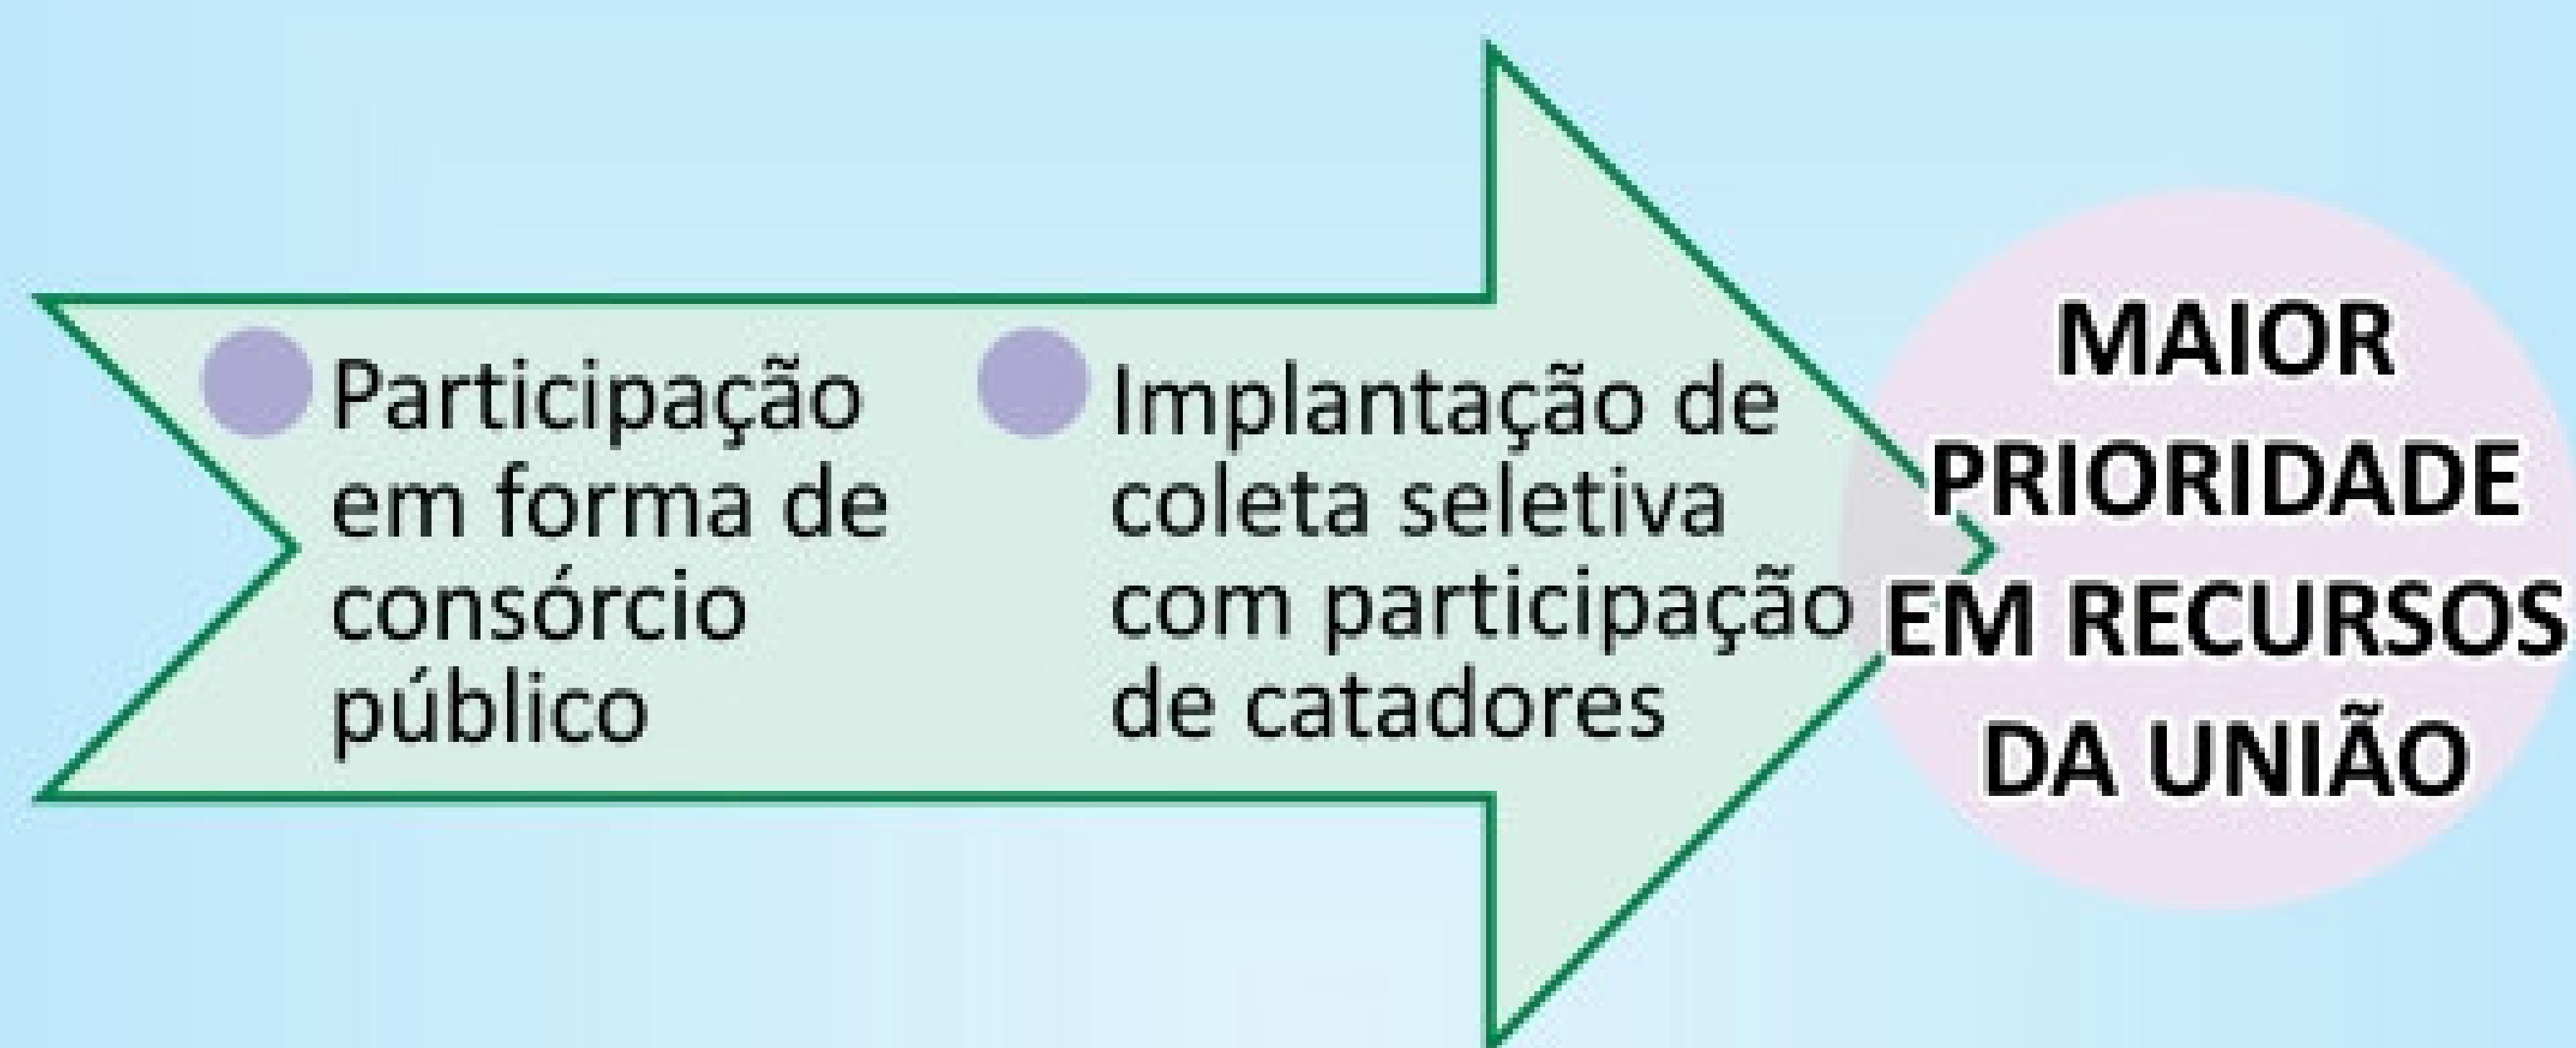 Participação
em forma de
consórcio
público
Implantação de
coleta seletiva
com participação
de catadores
MAIOR
PRIORIDADE
EM RECURSOS
DA UNIÃO